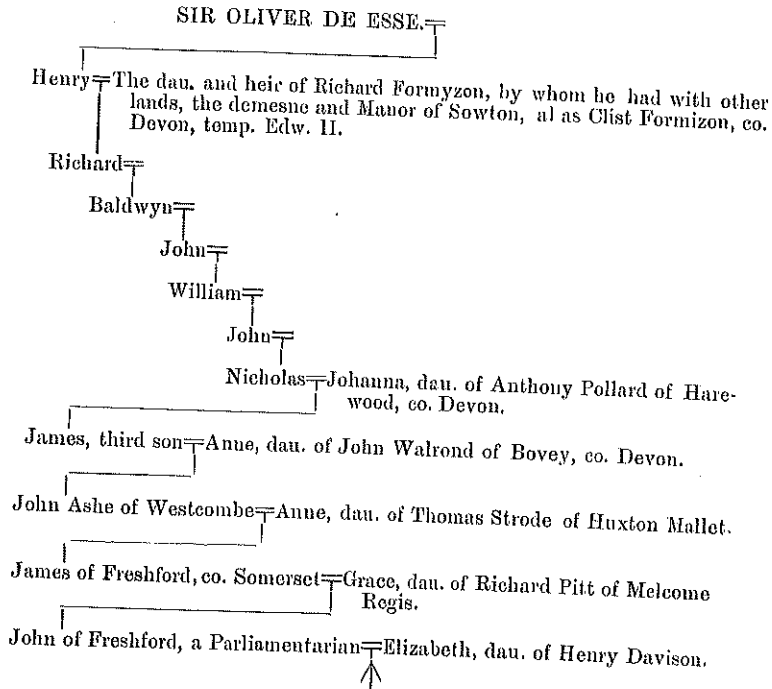 SIR OLIVER DE ESSE.
Henry=The dau. and heir of Richard Formyzon, by whom he had with other
lands, the demesne and Manor of Sowton, al as Clist Formizon, co.
Devon, temp. Edw. II.
Richard=
Baldwyn=
John=
William=
John=
Nicholas=Johanna, dau. of Anthony Pollard of Hare-
wood, co. Devon.
James, third son=Anne, dau. of John Walrond of Bovey, co. Devon.
John Ashe of Westcombe=Anne, dau. of Thomas Strode of Huxton Mallet.
James of Freshford, co. Somerset=Grace, dau. of Richard Pitt of Melcome
Regis.
John of Freshford, a Parliamentarian=Elizabeth, dau. of Henry Davison.